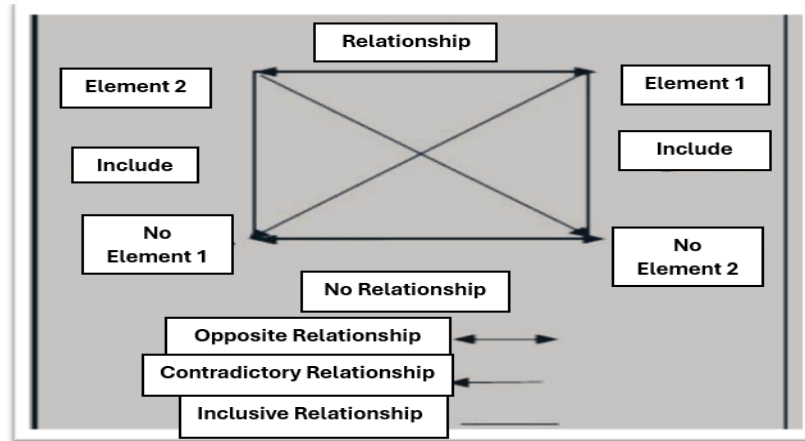 Relationship
Element 2
Element 1
Include
Include
No
Element 1
No
Element 2
No Relationship
Opposite Relationship
Contradictory Relationship
Inclusive Relationship